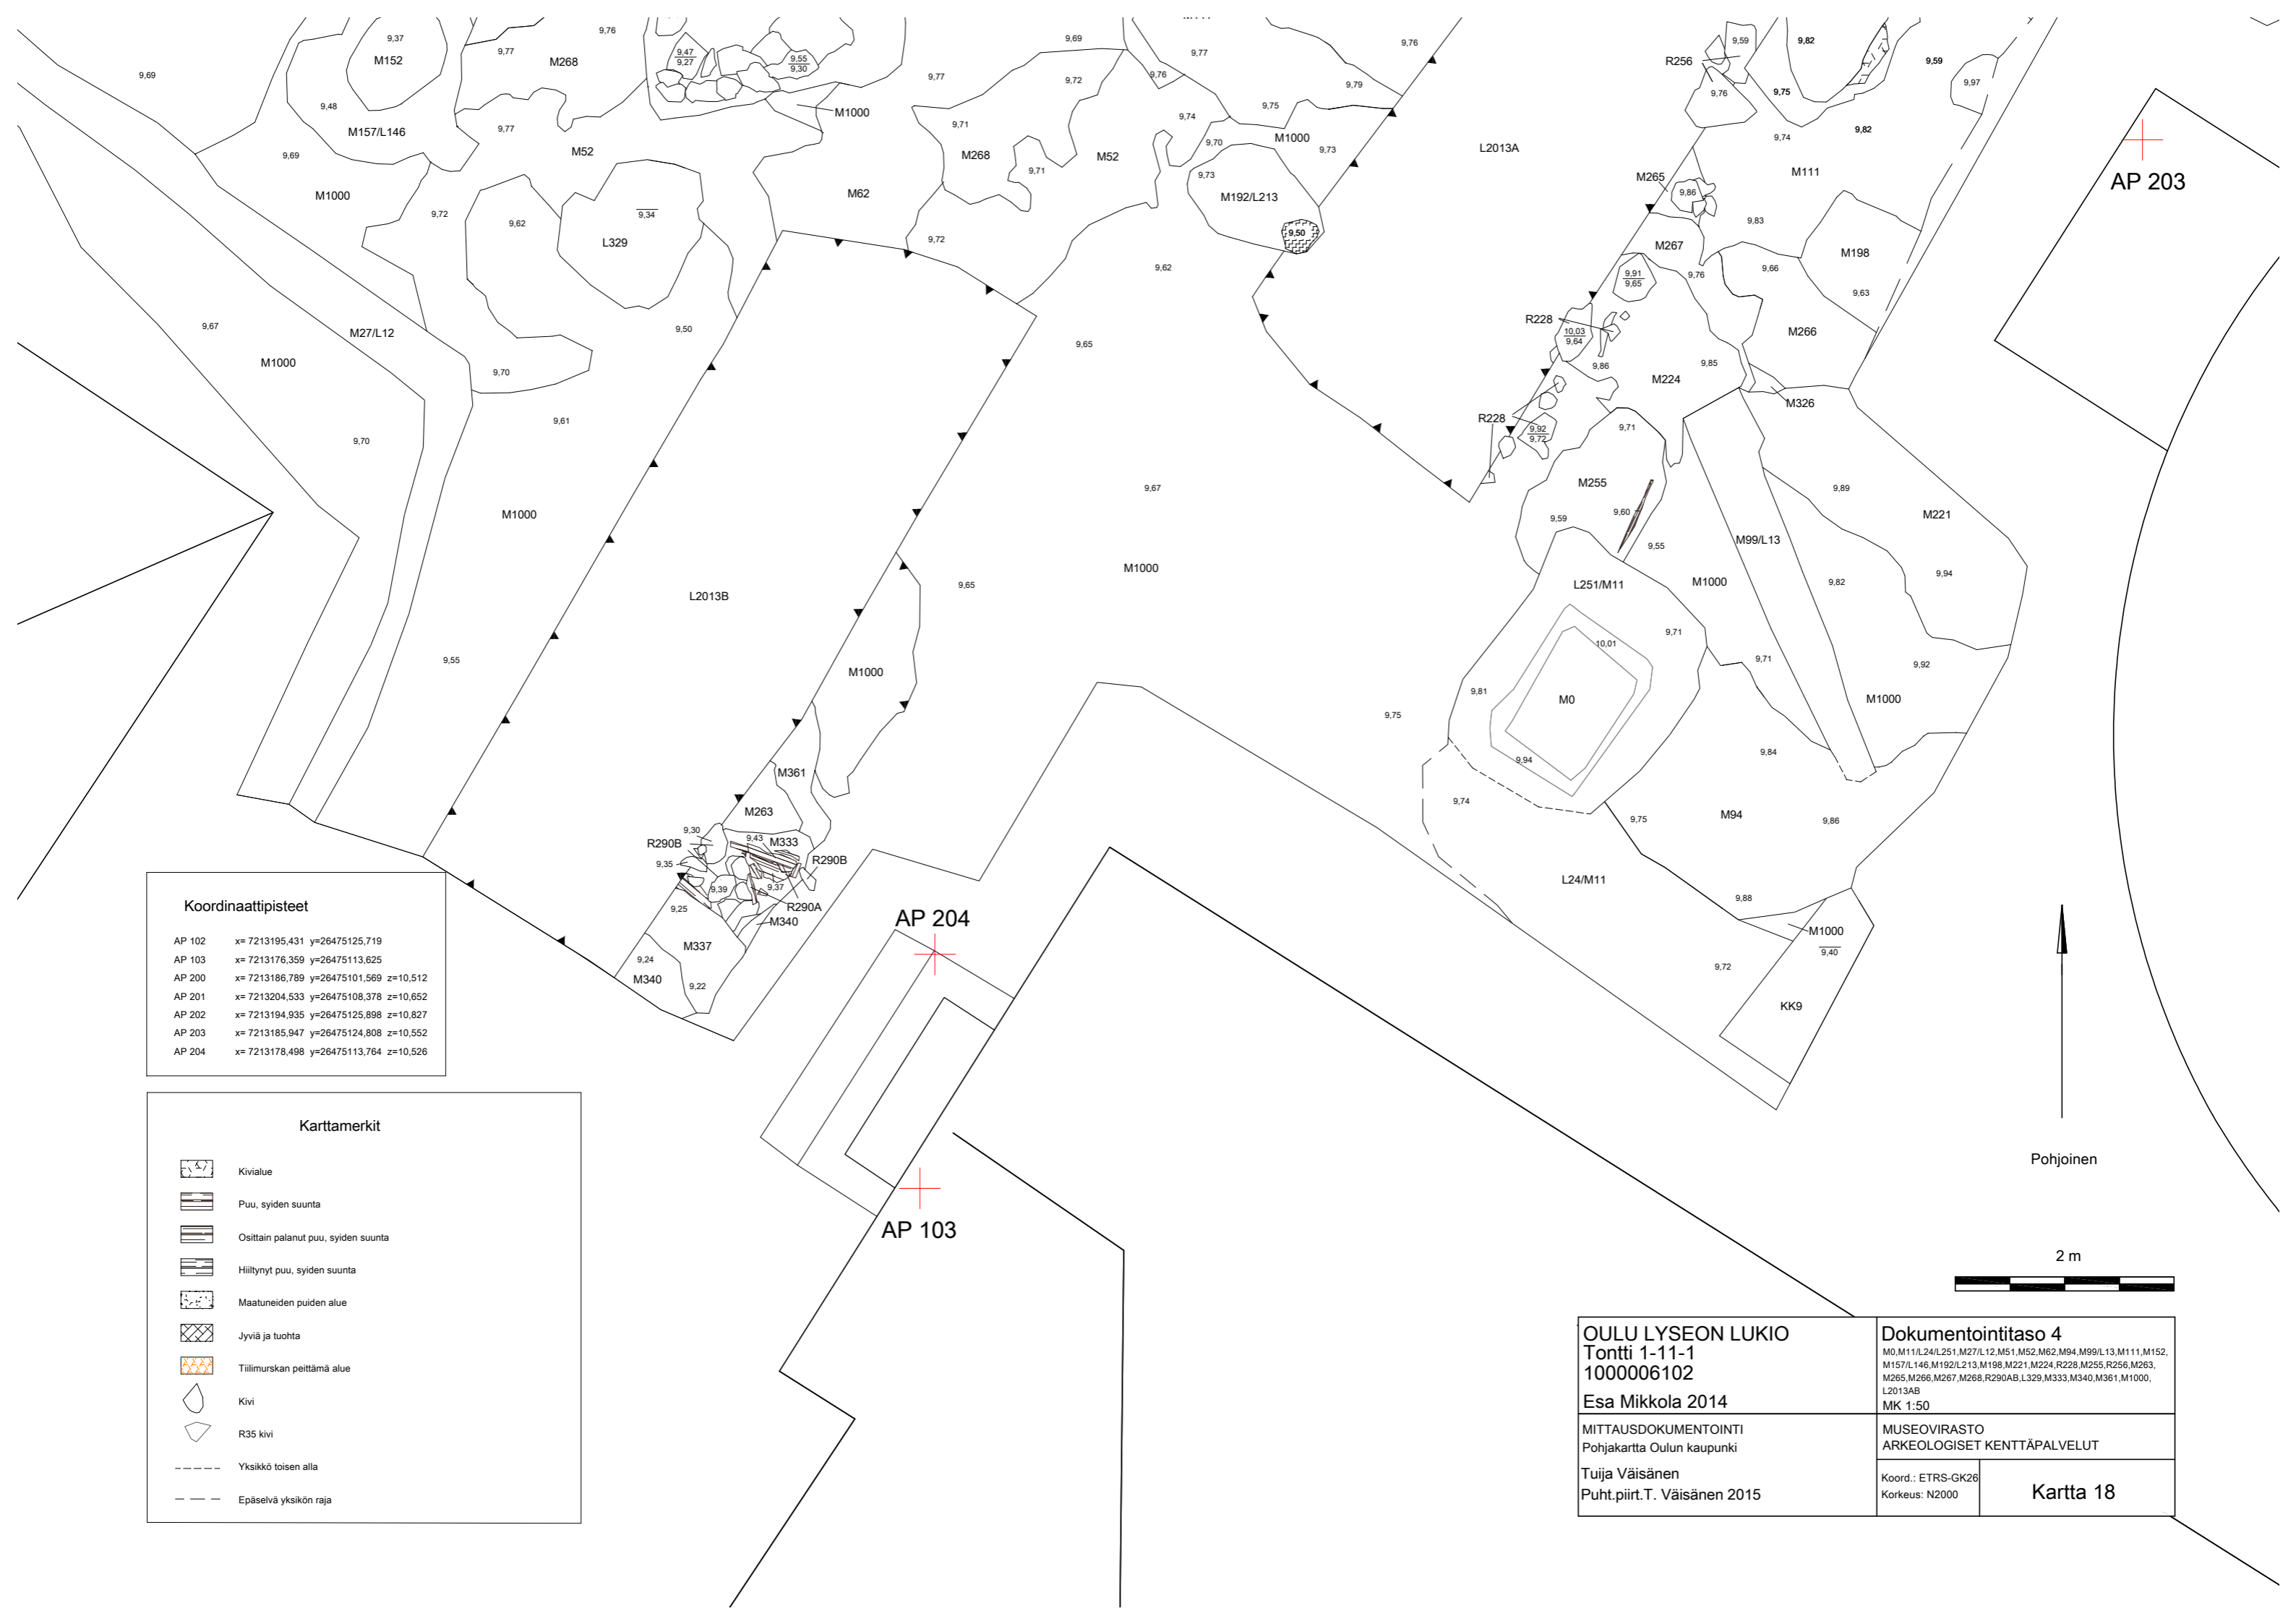 9,37
9,76
9,69
9,76
9,59
9,82
9,47
9,27
9,55
9,30
9,77
M152
M268
9,77
R256
9,59
9,69
9,77
9,72
9,76
9,79
9,97
9,76
9,75
9,48
M1000
9,75
M157/L146
9,77
9,71
9,74
M1000
9,82
9,74
9,69
M52
M268
M52
9,70
9,73
L2013A
9,71
9,73
M265
M111
AP 203
M1000
M62
M192/L213
9,86
9,72
9,62
9,34
9,83
L329
9,72
9,50
M267
M198
9,62
9,91
9,65
9,76
9,66
9,63
9,67
M27/L12
9,50
R228
10,03
9,64
M266
M1000
9,65
9,86
9,85
9,70
M224
M326
9,61
R228
9,92
9,72
9,71
9,70
M255
9,67
9,89
M1000
9,59
9,60
M221
9,55
M99/L13
M1000
9,65
L251/M11
M1000
9,82
9,94
L2013B
9,71
10,01
9,55
M1000
9,71
9,92
9,81
M0
M1000
9,75
9,84
9,94
M361
9,74
M263
9,75
M94
9,86
9,30
R290B
9,43
M333
9,35
R290B
L24/M11
9,39
9,37
9,88
9,25
R290A
M340
AP 204
M1000
9,40
M337
9,24
9,72
M340
9,22
KK9
Koordinaattipisteet
AP 102 x= 7213195,431 y=26475125,719
AP 103 x= 7213176,359 y=26475113,625
AP 200 x= 7213186,789 y=26475101,569 z=10,512
AP 201 x= 7213204,533 y=26475108,378 z=10,652
AP 202 x= 7213194,935 y=26475125,898 z=10,827
AP 203 x= 7213185,947 y=26475124,808 z=10,552
AP 204 x= 7213178,498 y=26475113,764 z=10,526
Karttamerkit
Kivialue
Puu, syiden suunta
Osittain palanut puu, syiden suunta
Hiiltynyt puu, syiden suunta
Maatuneiden puiden alue
Jyviä ja tuohta
Tiilimurskan peittämä alue
Kivi
R35 kivi
Yksikkö toisen alla
Epäselvä yksikön raja
AP 103
Pohjoinen
2 m
OULU LYSEON LUKIO
Tontti 1-11-1
1000006102
Esa Mikkola 2014
Dokumentointitaso 4
M0,M11/L24/L251,M27/L12,M51,M52,M62,M94,M99/L13,M111,M152,
M157/L146,M192/L213,M198,M221,M224,R228,M255,R256,M263,
M265,M266,M267,M268,R290AB,L329,M333,M340,M361,M1000,
L2013AB
MK 1:50
MITTAUSDOKUMENTOINTI
Pohjakartta Oulun kaupunki
Tuija Väisänen
Puht.piirt.T. Väisänen 2015
MUSEOVIRASTO
ARKEOLOGISET KENTTÄPALVELUT
Koord.: ETRS-GK26
Korkeus: N2000
Kartta 18